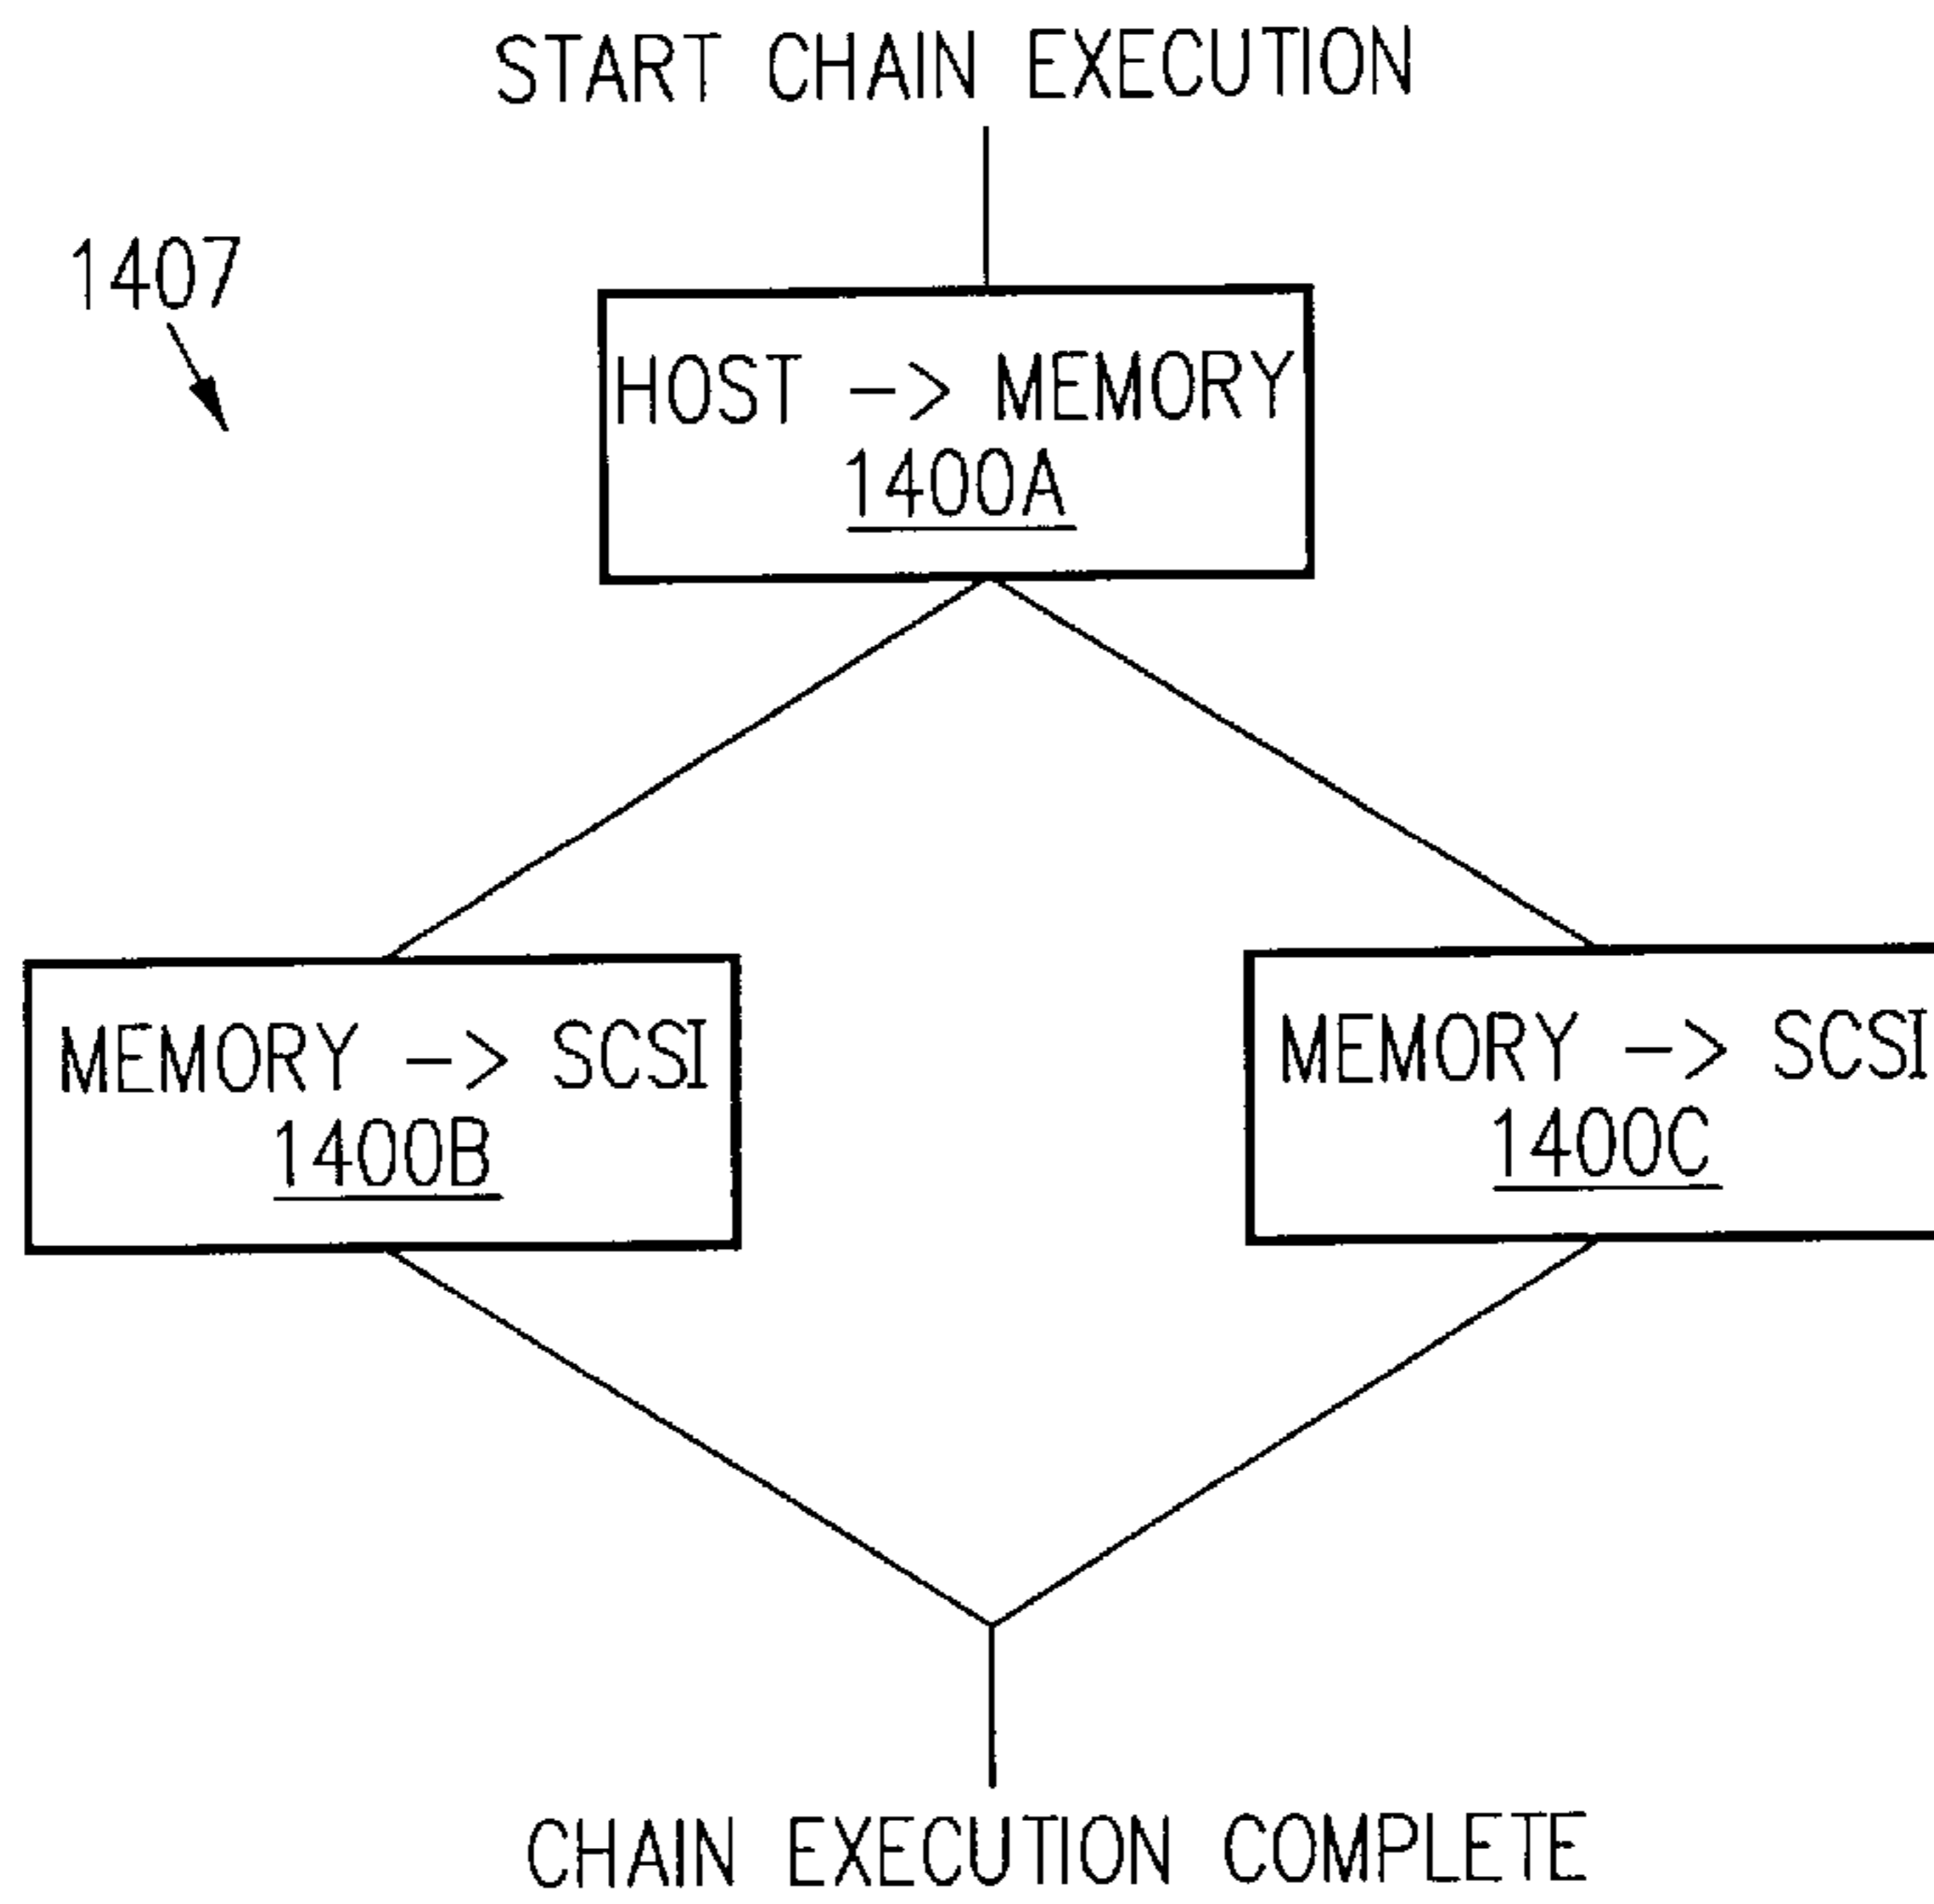 START CHAIN EXECUTION
1407
HOST -> MEMORY
1400A
MEMORY -> SCSI
1400B
MEMORY -> SCSI
1400C
CHAIN EXECUTION COMPLETE